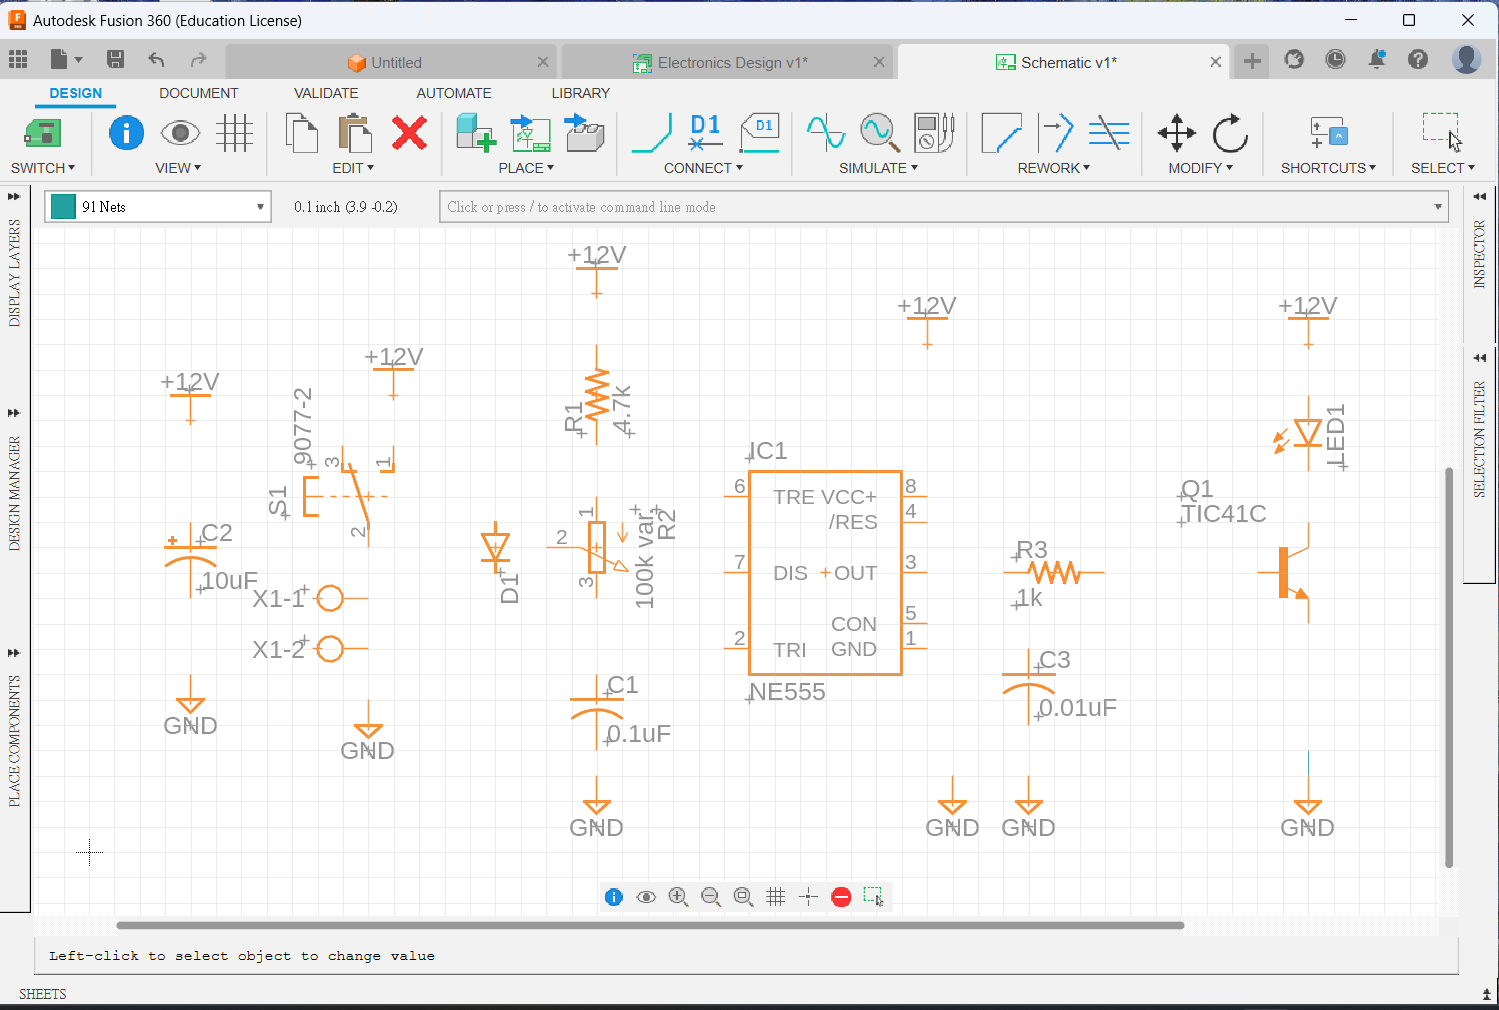 Autodesk Fusion 360 (Education License)
Untitled
Electronics Design v1*
Schematic v1*
DESIGN DOCUMENT VALIDATE AUTOMATE LIBRARY
D1
D1
SWITCH VIEW EDIT PLACE CONNECT SIMULATE REWORK MODIFY SHORTCUTS SELECT
91 Nets
0.1 inch (3.9 -0.2)
Click or press / to activate command line mode
DISPLAY LAYERS
DESIGN MANAGER
PLACE COMPONENTS
INSPECTOR
SELECTION FILTER
+12V
+12V
+12V
+12V
+12V
9077-2
S1
3
1
2
C2
10uF
X1-1
X1-2
GND
GND
D1
R1
4.7k
1
2
3
100k var.
R2
C1
0.1uF
GND
IC1
6 TRE VCC+ 8
/RES 4
7 DIS +OUT 3
CON 5
2 TRI GND 1
NE555
R3
1k
C3
0.01uF
GND
GND
LED1
Q1
TIC41C
GND
Left-click to select object to change value
SHEETS